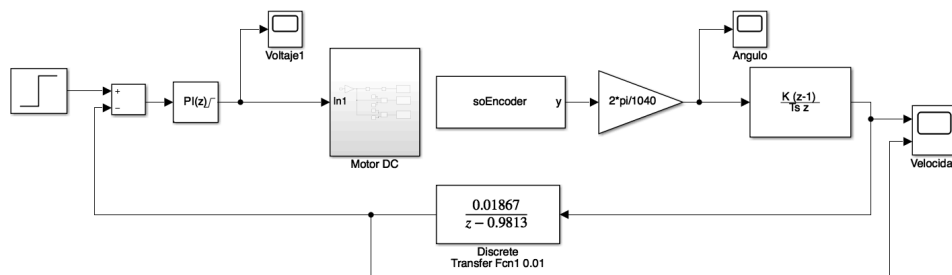 Voltaje1
Angulo
+
−
PI(z)
In1
Motor DC
soEncoder
y
2*pi/1040
K (z-1)
Ts z
Velocida
0.01867
z − 0.9813
Discrete
Transfer Fcn1 0.01